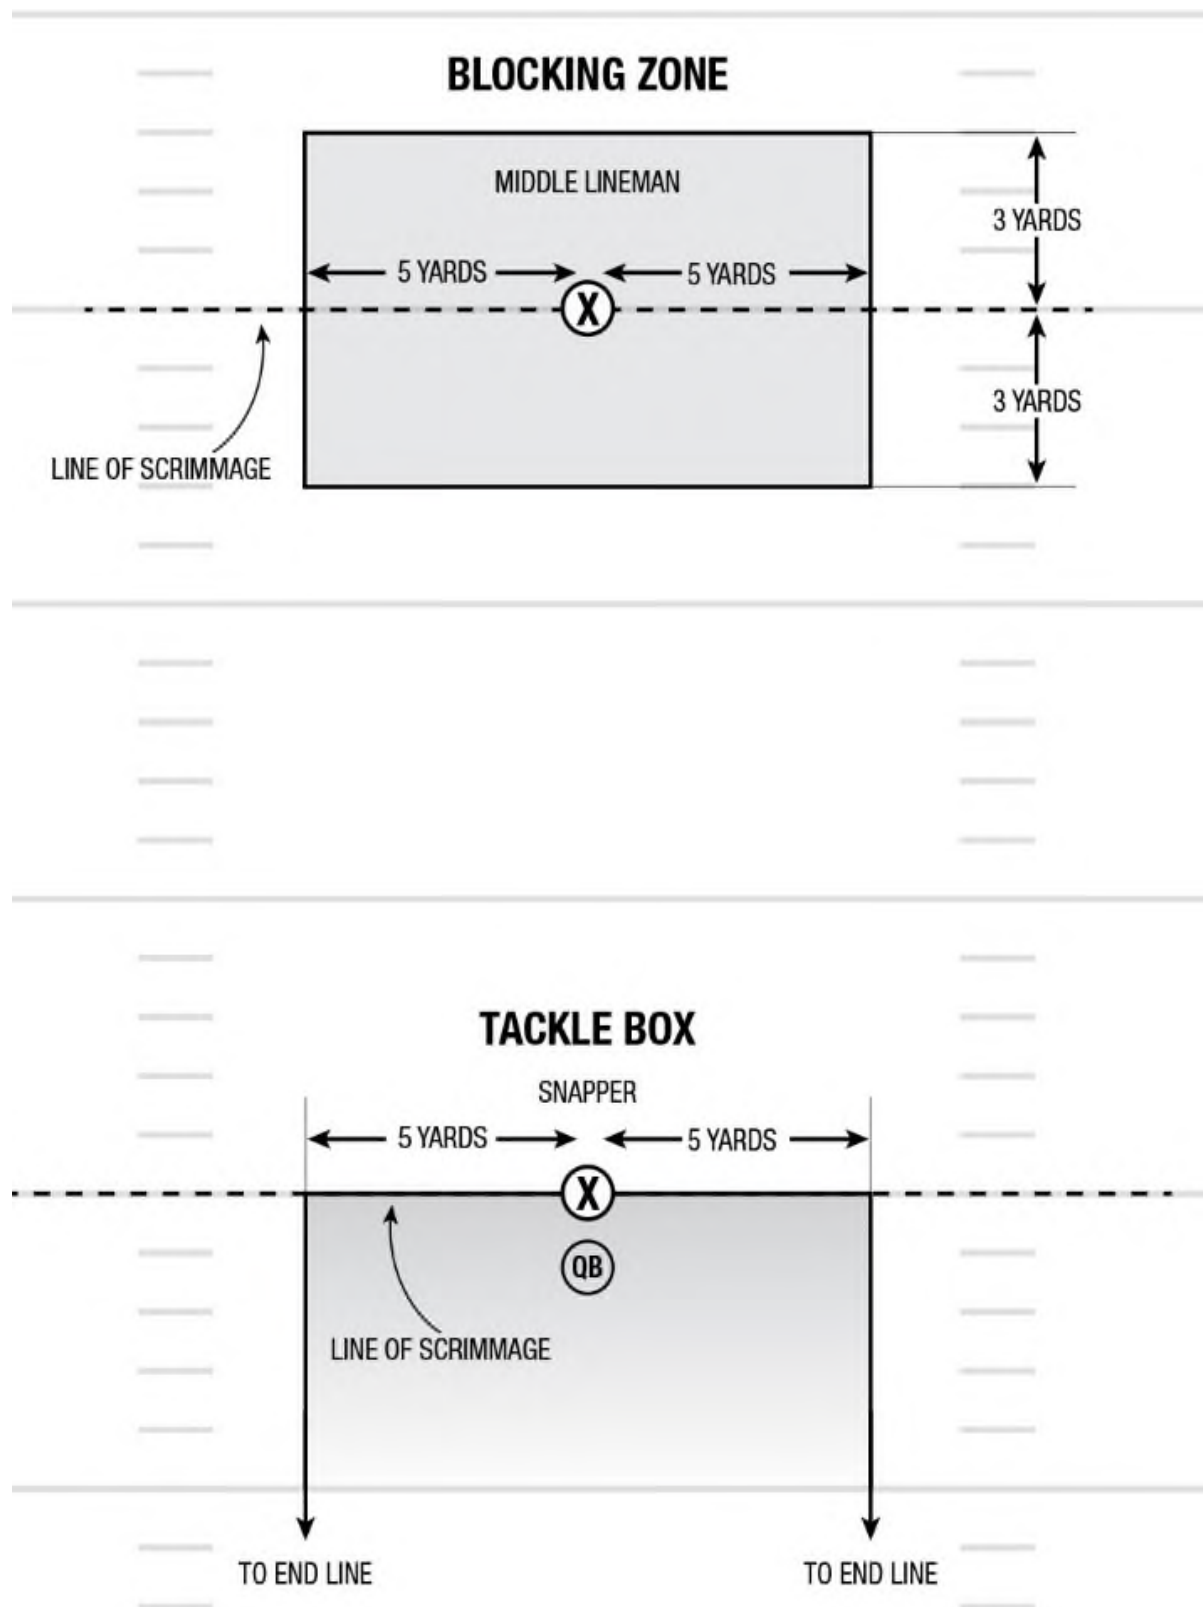 BLOCKING ZONE
MIDDLE LINEMAN
3 YARDS
5 YARDS
5 YARDS
X
3 YARDS
LINE OF SCRIMMAGE
TACKLE BOX
SNAPPER
5 YARDS
5 YARDS
X
QB
LINE OF SCRIMMAGE
TO END LINE
TO END LINE